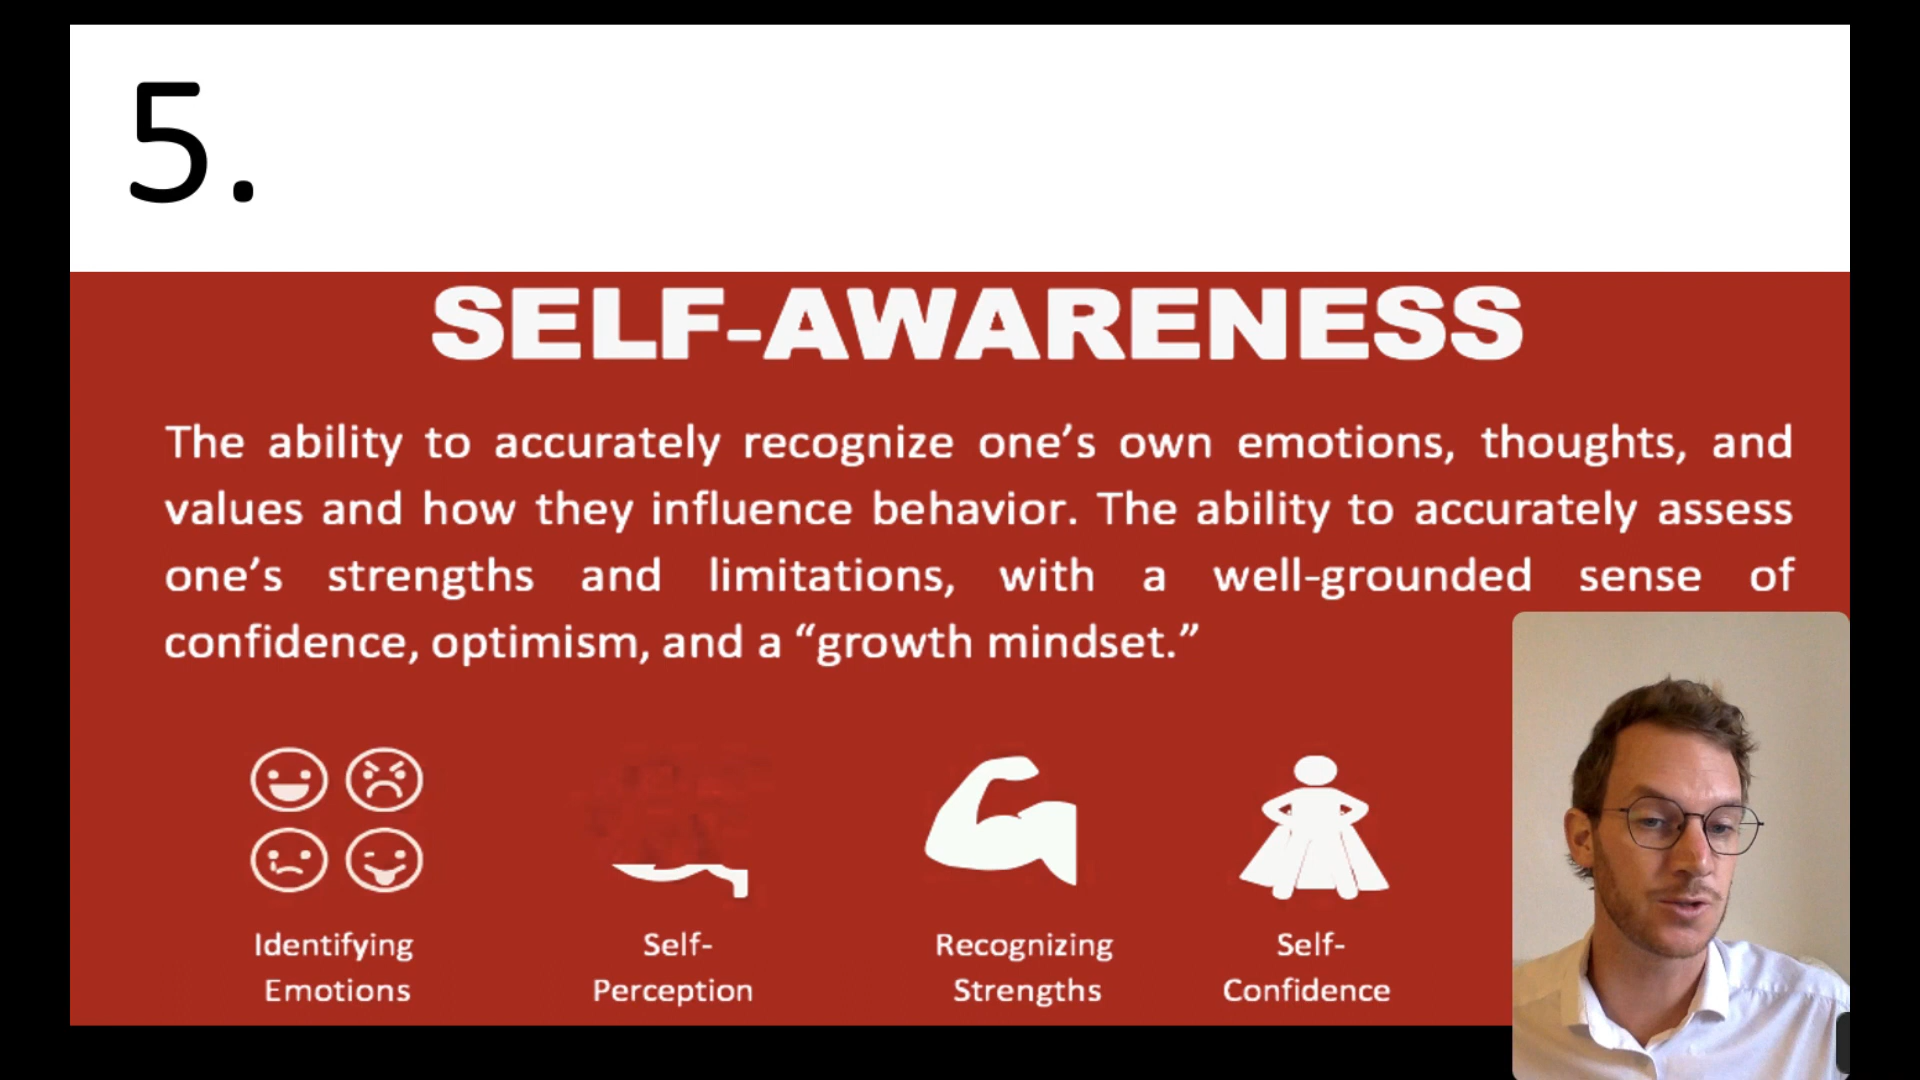 5.
SELF-AWARENESS
The ability to accurately recognize one’s own emotions, thoughts, and
values and how they influence behavior. The ability to accurately assess
one’s strengths and limitations, with a well-grounded sense of
confidence, optimism, and a “growth mindset.”
Identifying
Emotions
Self-
Perception
Recognizing
Strengths
Self-
Confidence